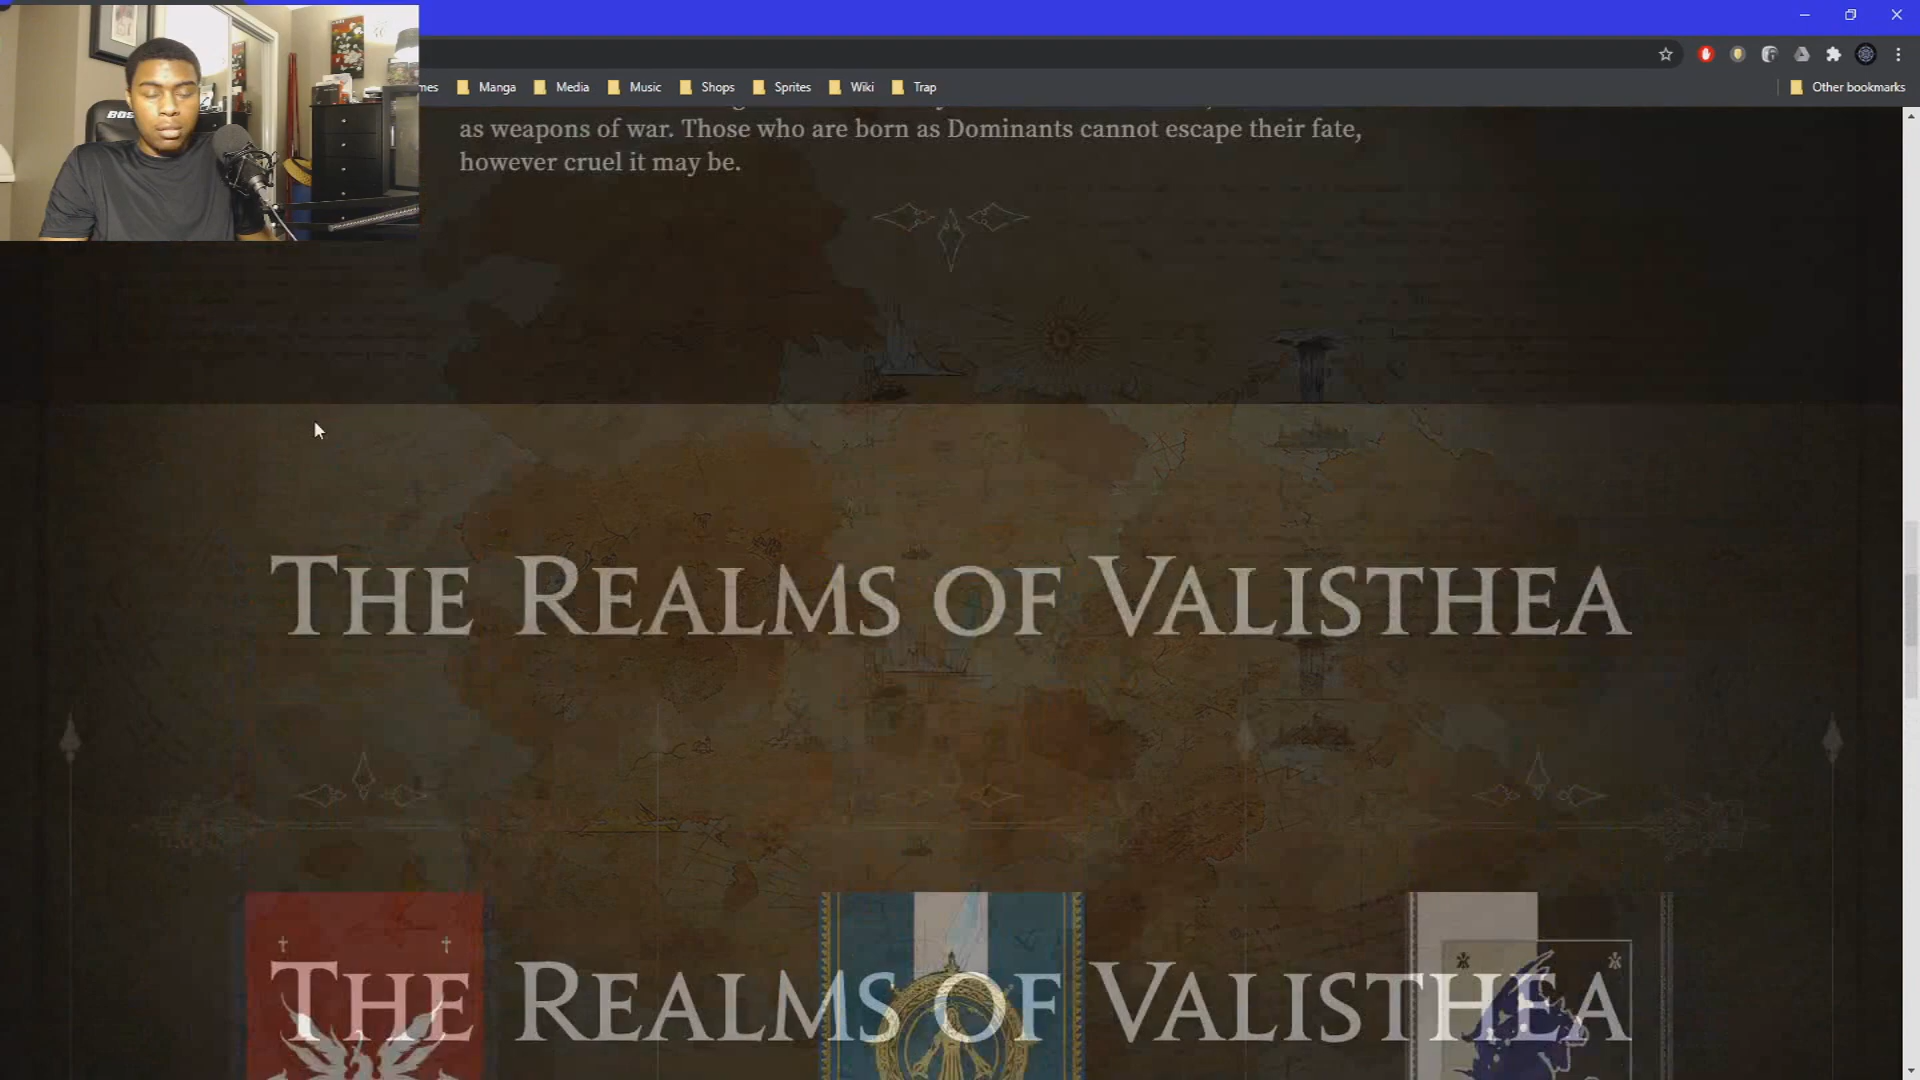 Manga
Media
Music
Shops
Sprites
Wiki
Trap
Other bookmarks
as weapons of war. Those who are born as Dominants cannot escape their fate,
however cruel it may be.
THE REALMS OF VALISTHEA
THE REALMS OF VALISTHEA